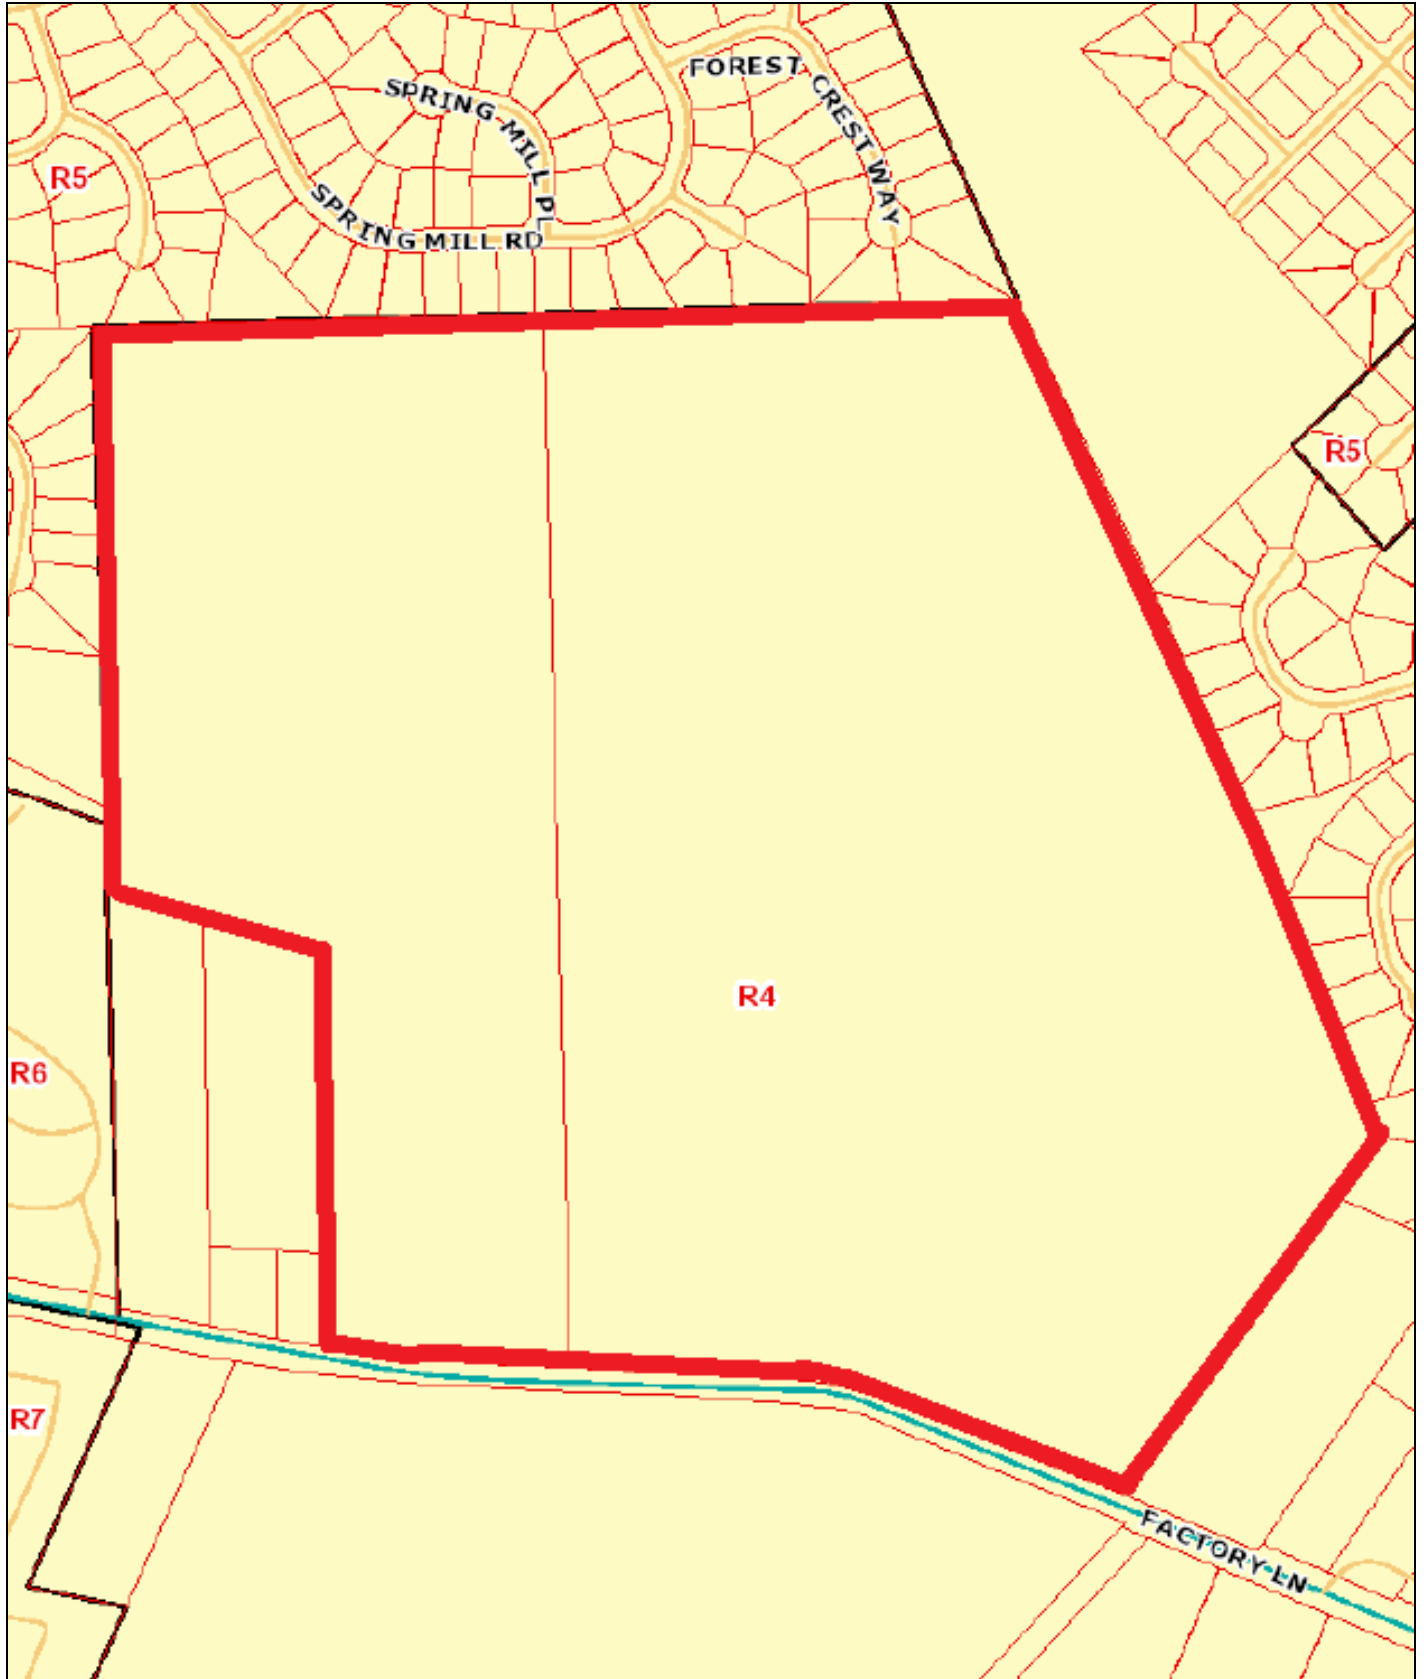 FOREST CREST WAY
SPRING MILL PL
R5
SPRING MILL RD
R5
R4
R6
R7
FACTORY LN